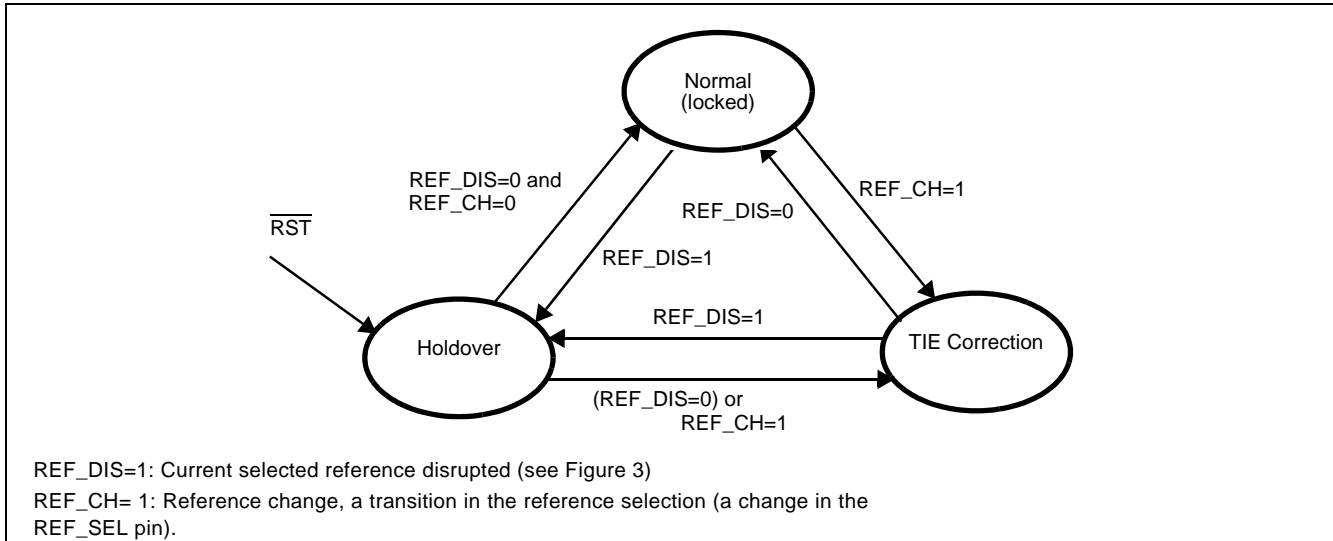 Normal
(locked)
REF_DIS=0 and
REF_CH=0
REF_CH=1
REF_DIS=0
RST
REF_DIS=1
REF_DIS=1
Holdover
TIE Correction
(REF_DIS=0) or
REF_CH=1
REF_DIS=1: Current selected reference disrupted (see Figure 3)
REF_CH= 1: Reference change, a transition in the reference selection (a change in the
REF_SEL pin).